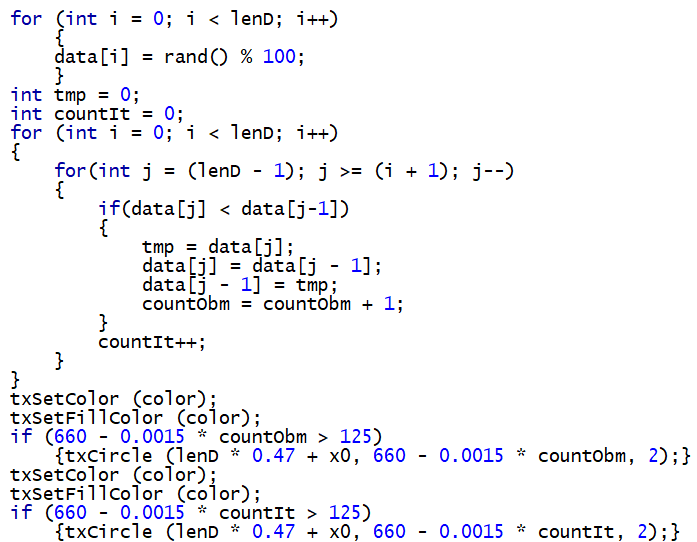 for (int i = 0; i < lenD; i++)
    {
    data[i] = rand() % 100;
    }
int tmp = 0;
int countIt = 0;
for (int i = 0; i < lenD; i++)
{
    for(int j = (lenD - 1); j >= (i + 1); j--)
    {
        if(data[j] < data[j-1])
        {
            tmp = data[j];
            data[j] = data[j - 1];
            data[j - 1] = tmp;
            countObm = countObm + 1;
        }
        countIt++;
    }
}
txSetColor (color);
txSetFillColor (color);
if (660 - 0.0015 * countObm > 125)
    {txCircle (lenD * 0.47 + x0, 660 - 0.0015 * countObm, 2);}
txSetColor (color);
txSetFillColor (color);
if (660 - 0.0015 * countIt > 125)
    {txCircle (lenD * 0.47 + x0, 660 - 0.0015 * countIt, 2);}